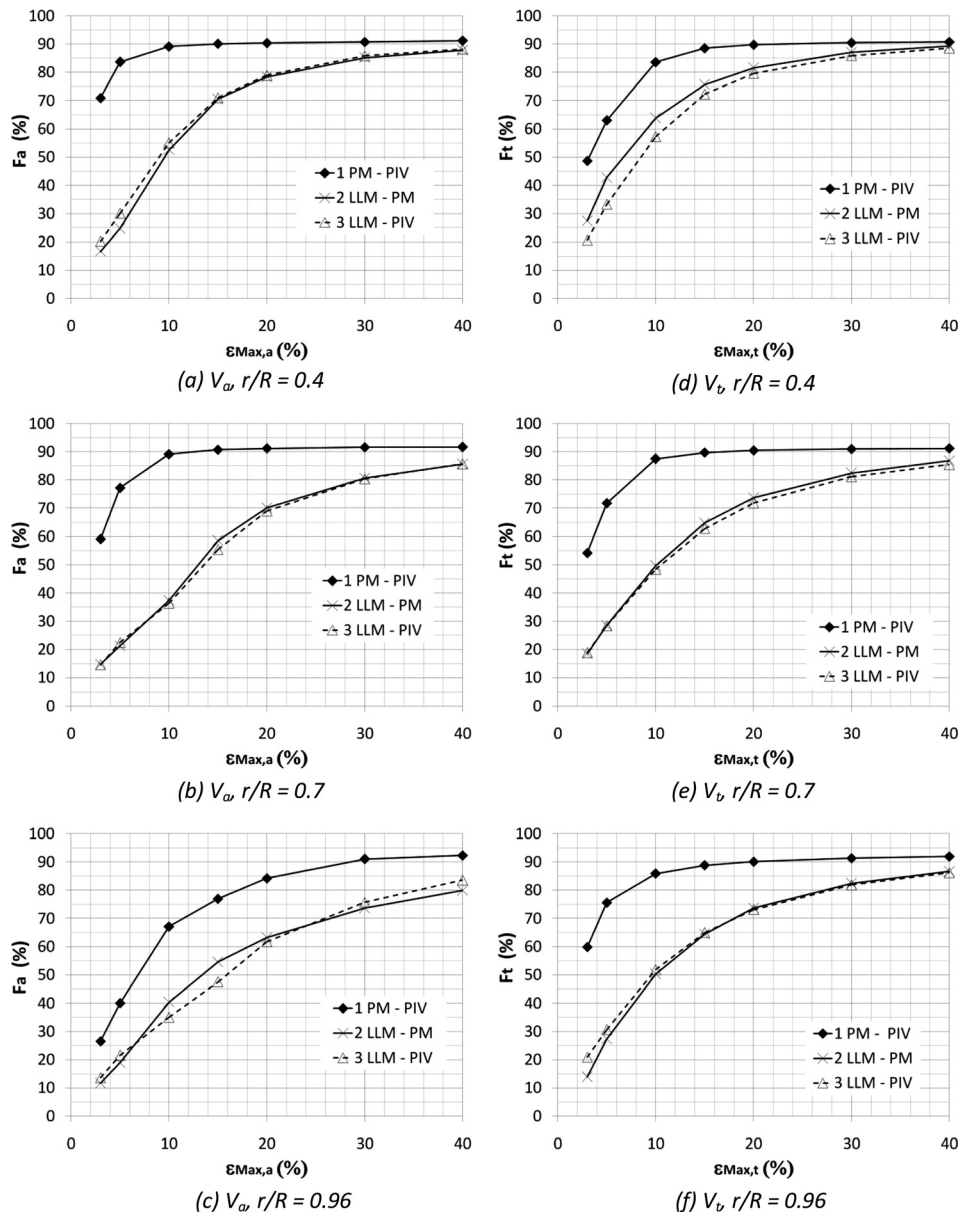 100
90
80
70
60
50
40
30
20
10
0
Fa (%)
1 PM - PIV
2 LLM - PM
3 LLM - PIV
0 10 20 30 40
εMax,a (%)
(a) Va, r/R = 0.4
100
90
80
70
60
50
40
30
20
10
0
Ft (%)
1 PM - PIV
2 LLM - PM
3 LLM - PIV
0 10 20 30 40
εMax,t (%)
(d) Vt, r/R = 0.4
100
90
80
70
60
50
40
30
20
10
0
Fa (%)
1 PM - PIV
2 LLM - PM
3 LLM - PIV
0 10 20 30 40
εMax,a (%)
(b) Va, r/R = 0.7
100
90
80
70
60
50
40
30
20
10
0
Ft (%)
1 PM - PIV
2 LLM - PM
3 LLM - PIV
0 10 20 30 40
εMax,t (%)
(e) Vt, r/R = 0.7
100
90
80
70
60
50
40
30
20
10
0
Fa (%)
1 PM - PIV
2 LLM - PM
3 LLM - PIV
0 10 20 30 40
εMax,a (%)
(c) Va, r/R = 0.96
100
90
80
70
60
50
40
30
20
10
0
Ft (%)
1 PM - PIV
2 LLM - PM
3 LLM - PIV
0 10 20 30 40
εMax,t (%)
(f) Vt, r/R = 0.96